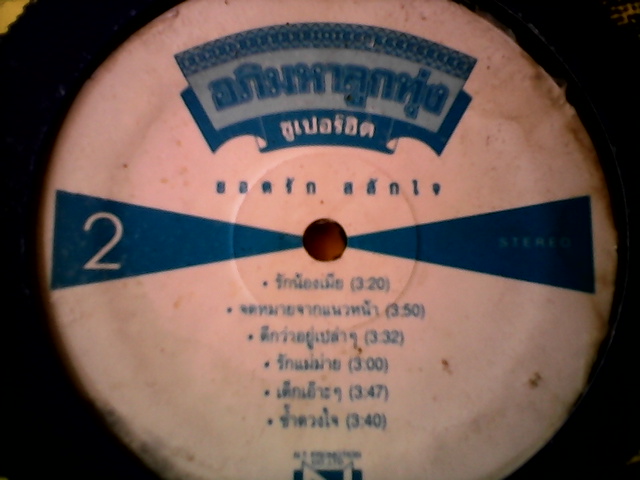 อภิมหาลูกทุ่ง
ซูเปอร์ฮิต
ยอดรัก สลักใจ
2
STEREO
• รักน้องเมีย (3:20)
• จดหมายจากแนวหน้า (3:50)
• ดีกว่าอยู่เปล่าๆ (3:32)
• รักแม่ม่าย (3:00)
• เด็กเอ๊าะๆ (3:47)
• ช้ำดวงใจ (3:40)